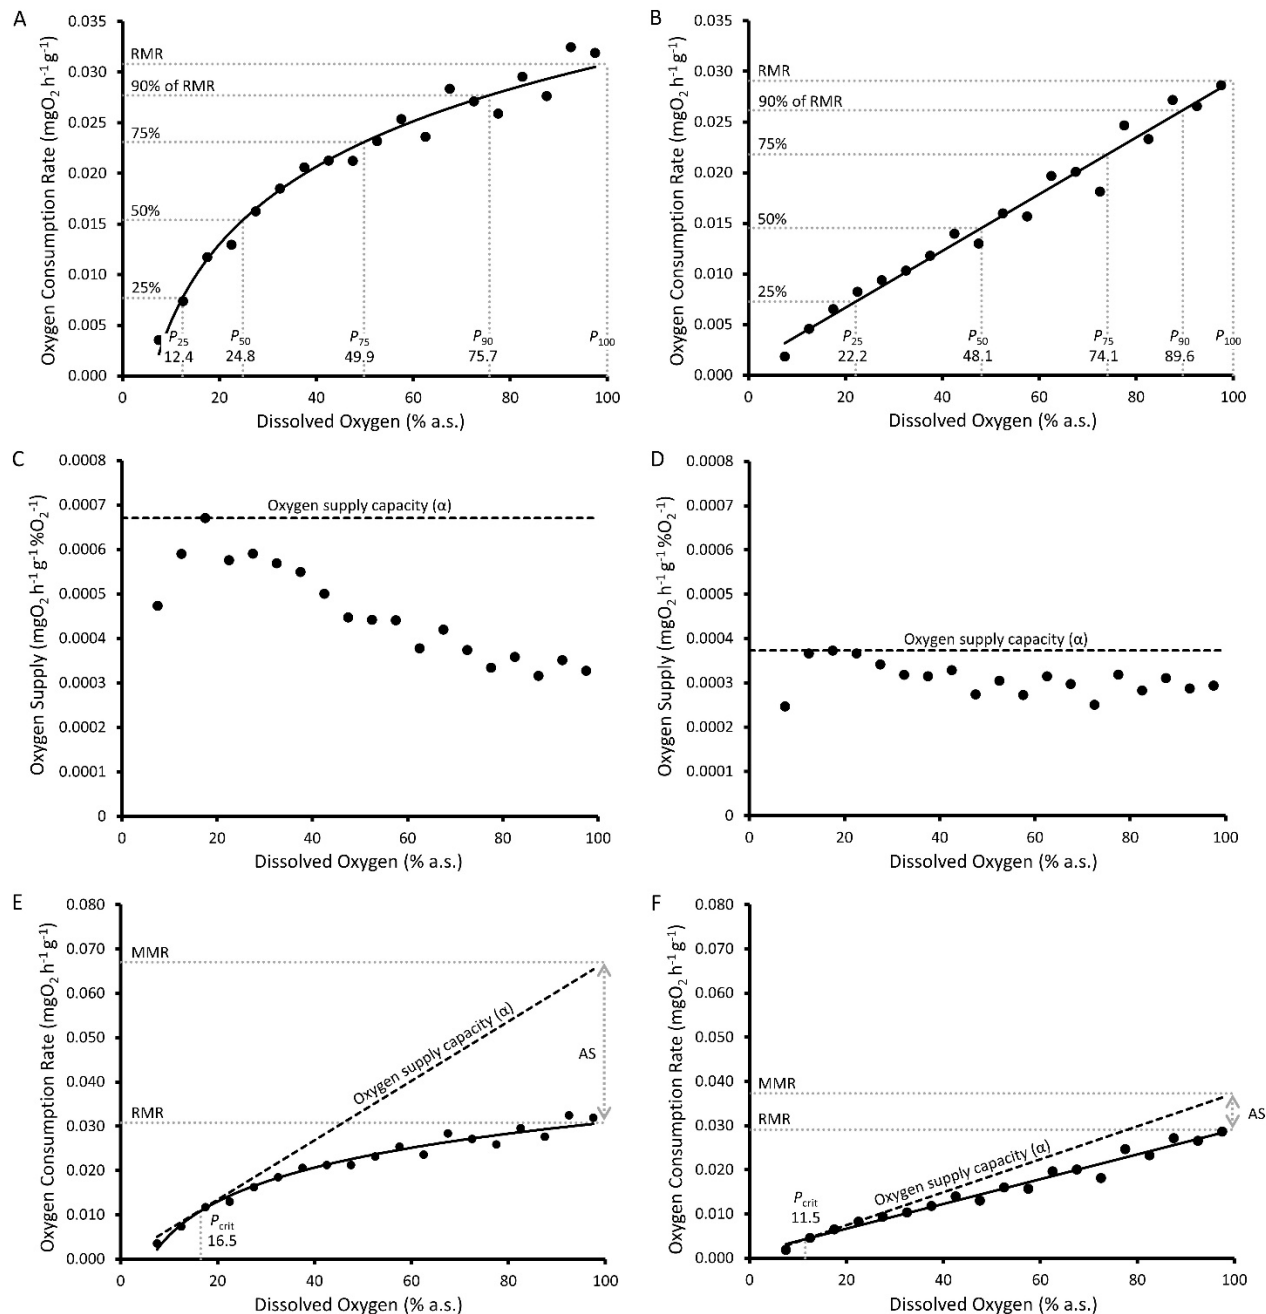 A
Oxygen Consumption Rate (mgO₂ h⁻¹ g⁻¹)
0.035
0.030
0.025
0.020
0.015
0.010
0.005
0.000
RMR
90% of RMR
75%
50%
25%
P₂₅
12.4
P₅₀
24.8
P₇₅
49.9
P₉₀
75.7
P₁₀₀
0 20 40 60 80 100
Dissolved Oxygen (% a.s.)
B
Oxygen Consumption Rate (mgO₂ h⁻¹ g⁻¹)
0.035
0.030
0.025
0.020
0.015
0.010
0.005
0.000
RMR
90% of RMR
75%
50%
25%
P₂₅
22.2
P₅₀
48.1
P₇₅
74.1
P₉₀
89.6
P₁₀₀
0 20 40 60 80 100
Dissolved Oxygen (% a.s.)
C
Oxygen Supply (mgO₂ h⁻¹ g⁻¹ %O₂⁻¹)
0.0008
0.0007
0.0006
0.0005
0.0004
0.0003
0.0002
0.0001
0
Oxygen supply capacity (α)
0 20 40 60 80 100
Dissolved Oxygen (% a.s.)
D
Oxygen Supply (mgO₂ h⁻¹ g⁻¹ %O₂⁻¹)
0.0008
0.0007
0.0006
0.0005
0.0004
0.0003
0.0002
0.0001
0
Oxygen supply capacity (α)
0 20 40 60 80 100
Dissolved Oxygen (% a.s.)
E
Oxygen Consumption Rate (mgO₂ h⁻¹ g⁻¹)
0.080
0.070
0.060
0.050
0.040
0.030
0.020
0.010
0.000
MMR
Oxygen supply capacity (α)
AS
RMR
P crit
16.5
0 20 40 60 80 100
Dissolved Oxygen (% a.s.)
F
Oxygen Consumption Rate (mgO₂ h⁻¹ g⁻¹)
0.080
0.070
0.060
0.050
0.040
0.030
0.020
0.010
0.000
MMR
RMR
AS
Oxygen supply capacity (α)
P crit
11.5
0 20 40 60 80 100
Dissolved Oxygen (% a.s.)